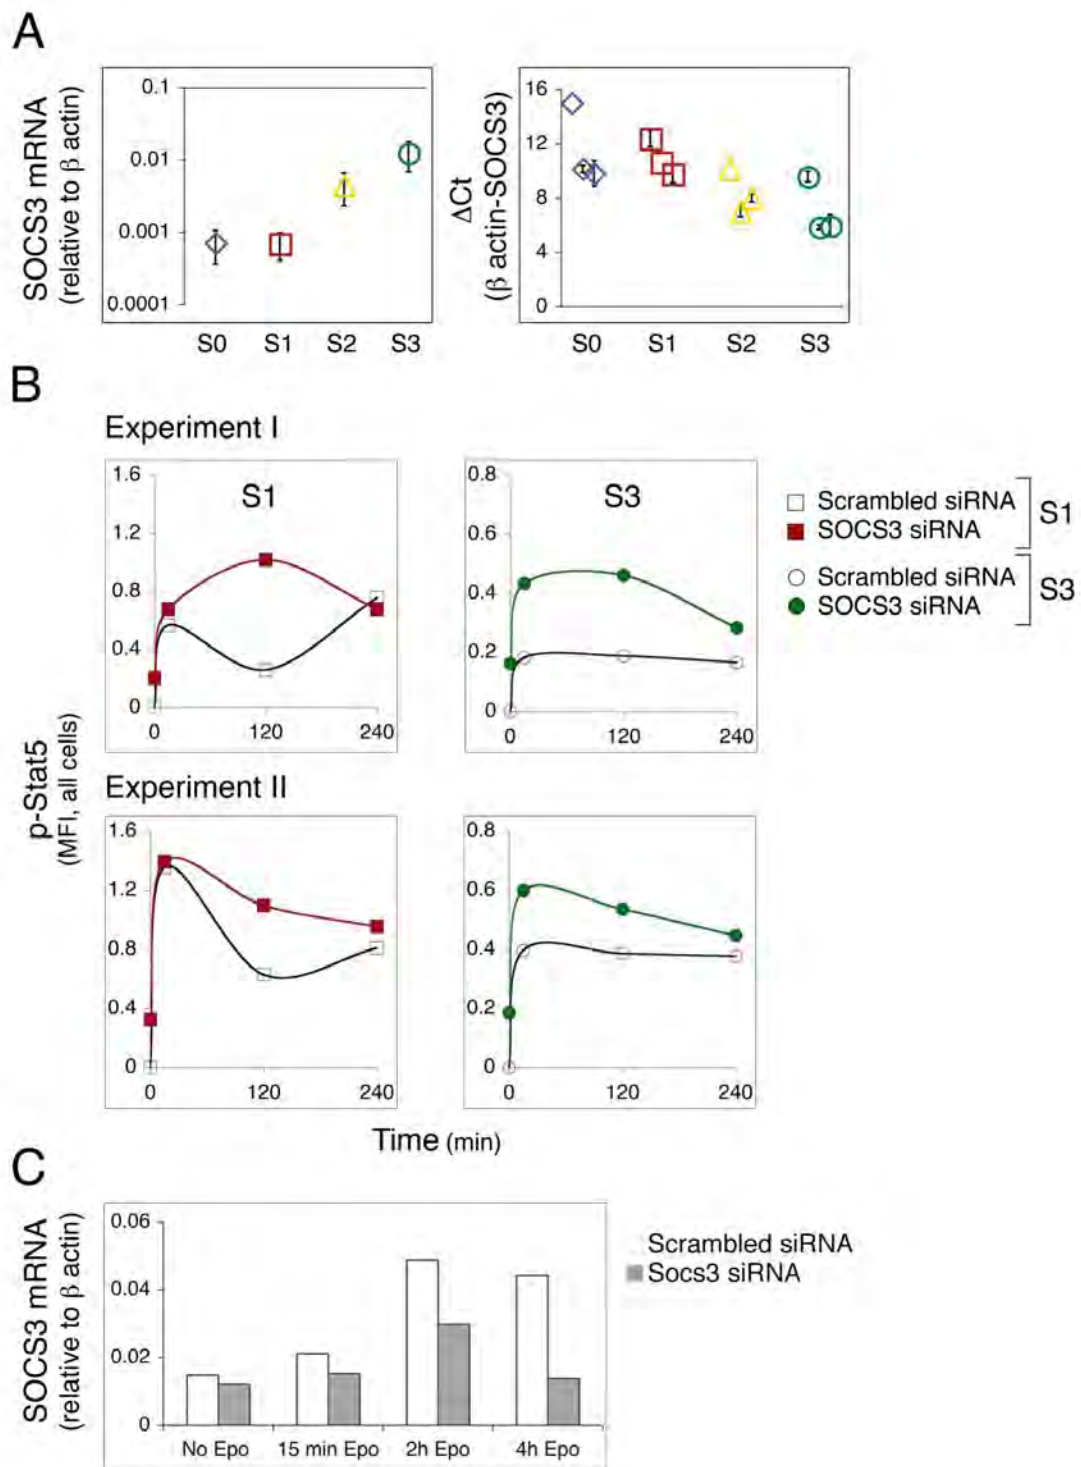 A
SOCS3 mRNA
(relative to β actin)
0.1
0.01
0.001
0.0001
S0 S1 S2 S3
ΔCt
(β actin-SOCS3)
16
12
8
4
0
S0 S1 S2 S3
B
Experiment I
p-Stat5
(MFI, all cells)
S1
1.6
1.2
0.8
0.4
0
0 120 240
S3
0.8
0.6
0.4
0.2
0
0 120 240
Scrambled siRNA
SOCS3 siRNA
S1
Scrambled siRNA
SOCS3 siRNA
S3
Experiment II
1.6
1.2
0.8
0.4
0
0 120 240
0.8
0.6
0.4
0.2
0
0 120 240
Time (min)
C
SOCS3 mRNA
(relative to β actin)
0.06
0.04
0.02
0
No Epo 15 min Epo 2h Epo 4h Epo
Scrambled siRNA
Socs3 siRNA